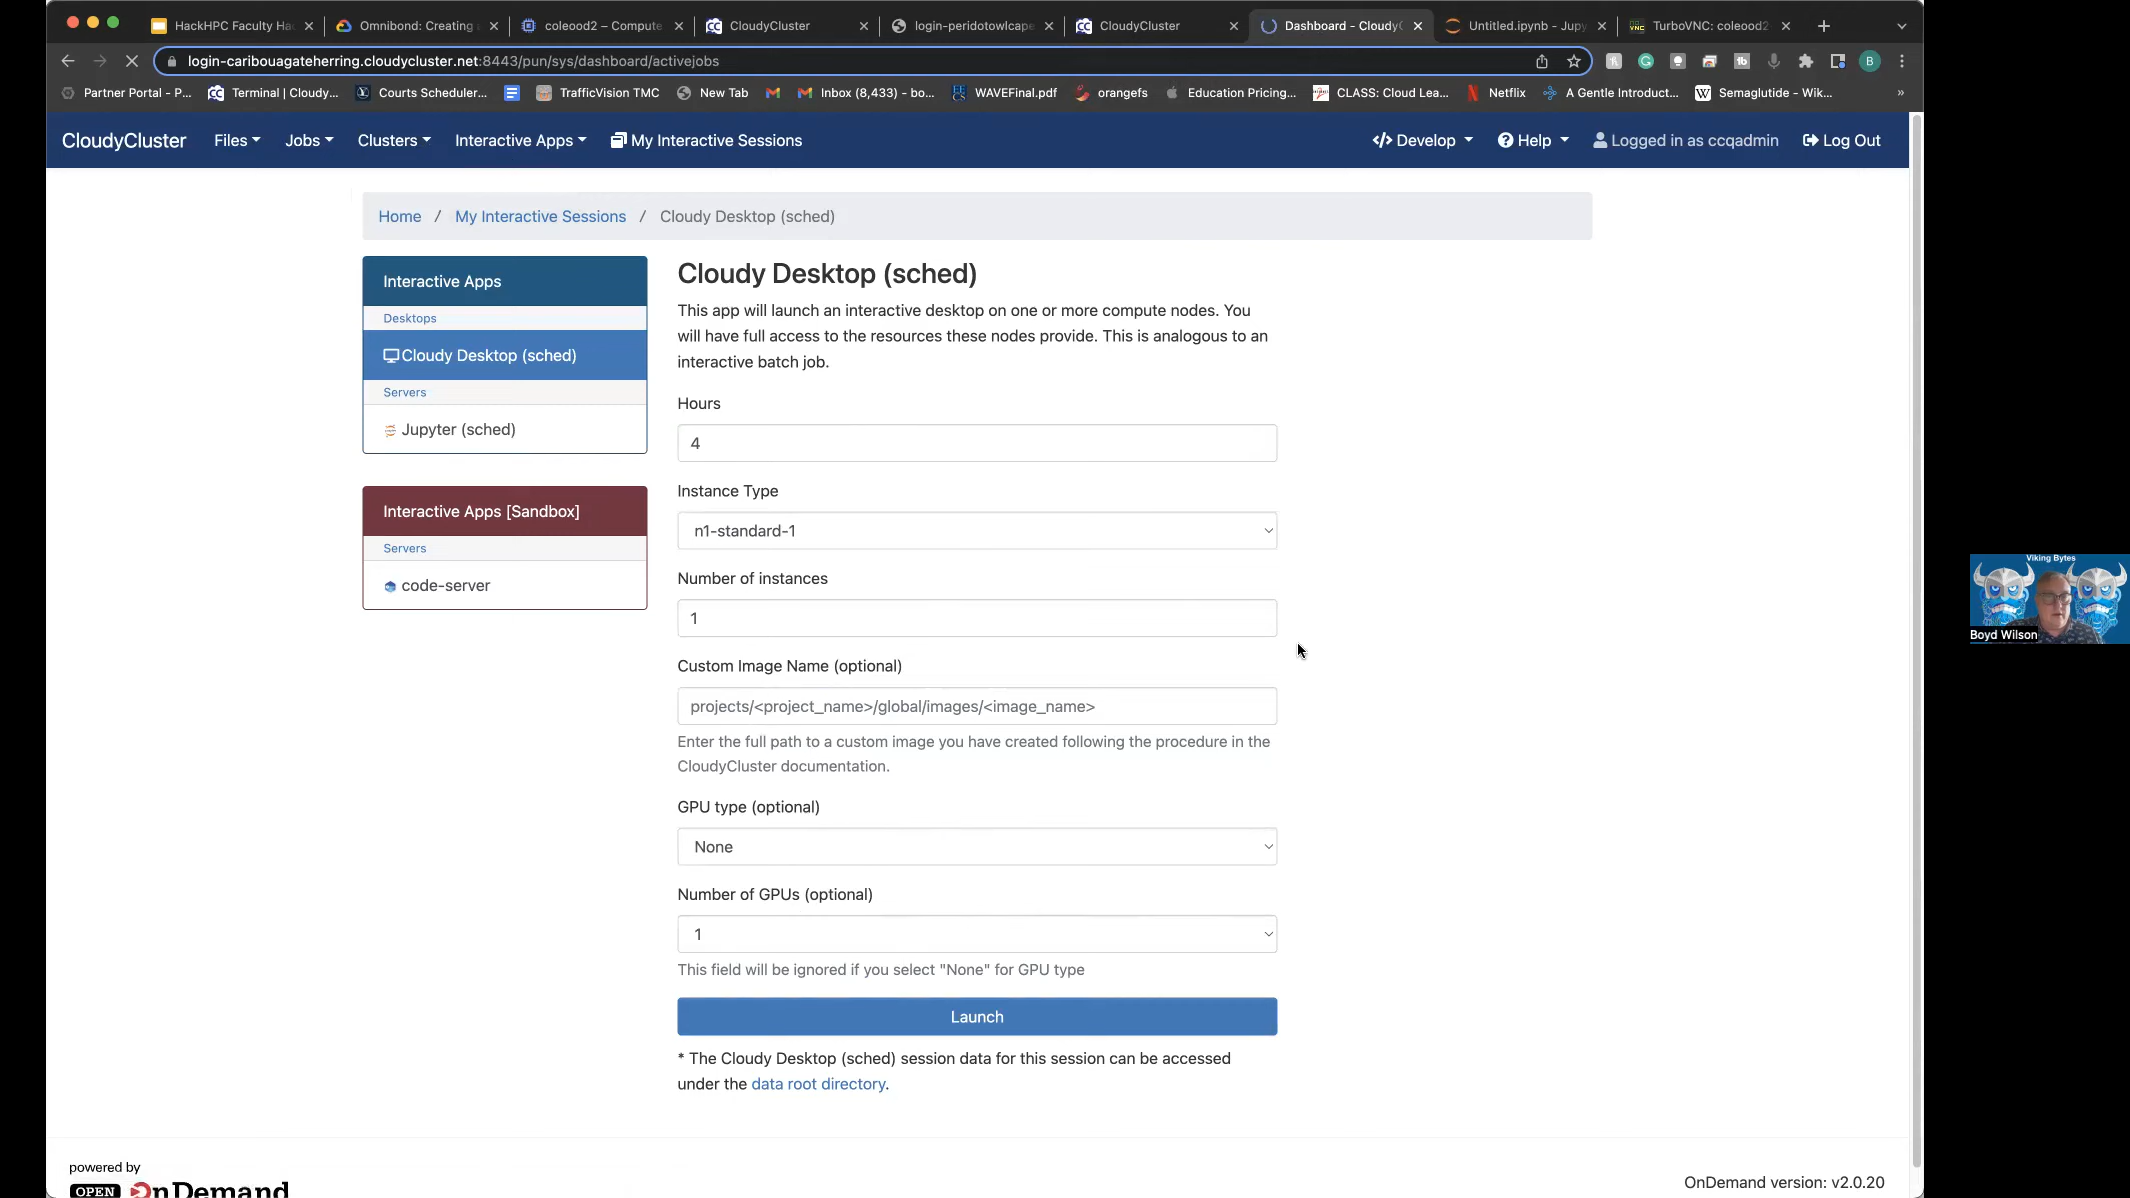 HackHPC Faculty Ha
Omnibond: Creating
coleood2 – Compute
CloudyCluster
login-peridotowlcape
CloudyCluster
Dashboard - CloudyC
Untitled.ipynb - Jup
TurboVNC: coleood2
login-caribouagateherring.cloudycluster.net:8443/pun/sys/dashboard/activejobs
B
Partner Portal - P...
Terminal | Cloudy...
Courts Scheduler...
TrafficVision TMC
New Tab
Inbox (8,433) - bo...
WAVEFinal.pdf
orangefs
Education Pricing...
CLASS: Cloud Lea...
Netflix
A Gentle Introduct...
Semaglutide - Wik...
»
CloudyCluster
Files
Jobs
Clusters
Interactive Apps
My Interactive Sessions
</> Develop
Help
Logged in as ccqadmin
Log Out
Home / My Interactive Sessions / Cloudy Desktop (sched)
Interactive Apps
Desktops
Cloudy Desktop (sched)
Servers
Jupyter (sched)
Interactive Apps [Sandbox]
Servers
code-server
Cloudy Desktop (sched)
This app will launch an interactive desktop on one or more compute nodes. You
will have full access to the resources these nodes provide. This is analogous to an
interactive batch job.
Hours
4
Instance Type
n1-standard-1
Number of instances
1
Custom Image Name (optional)
projects/<project_name>/global/images/<image_name>
Enter the full path to a custom image you have created following the procedure in the
CloudyCluster documentation.
GPU type (optional)
None
Number of GPUs (optional)
1
This field will be ignored if you select "None" for GPU type
Launch
* The Cloudy Desktop (sched) session data for this session can be accessed
under the data root directory.
powered by
OPEN OnDemand
OnDemand version: v2.0.20
Viking Bytes
Boyd Wilson